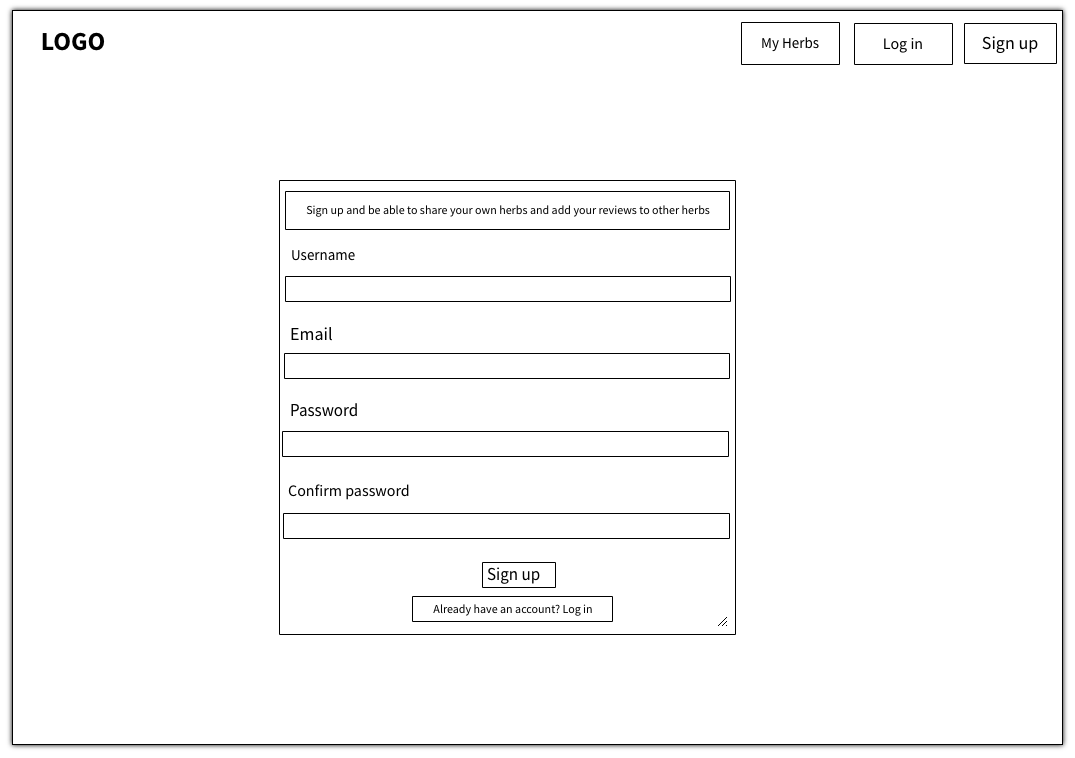 LOGO
My Herbs
Log in
Sign up
Sign up and be able to share your own herbs and add your reviews to other herbs
Username
Email
Password
Confirm password
Sign up
Already have an account? Log in